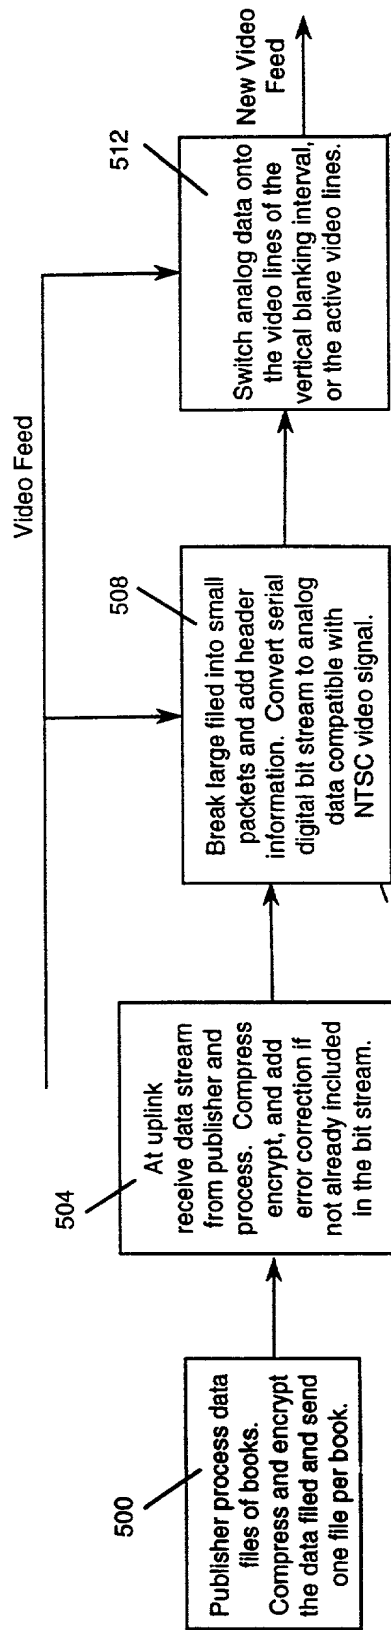 Video Feed
500
Publisher process data
files of books.
Compress and encrypt
the data filed and send
one file per book.
504
At uplink
receive data stream
from publisher and
process. Compress
encrypt, and add
error correction if
not already included
in the bit stream.
508
Break large filed into small
packets and add header
information. Convert serial
digital bit stream to analog
data compatible with
NTSC video signal.
512
Switch analog data onto
the video lines of the
vertical blanking interval,
or the active video lines.
New Video
Feed